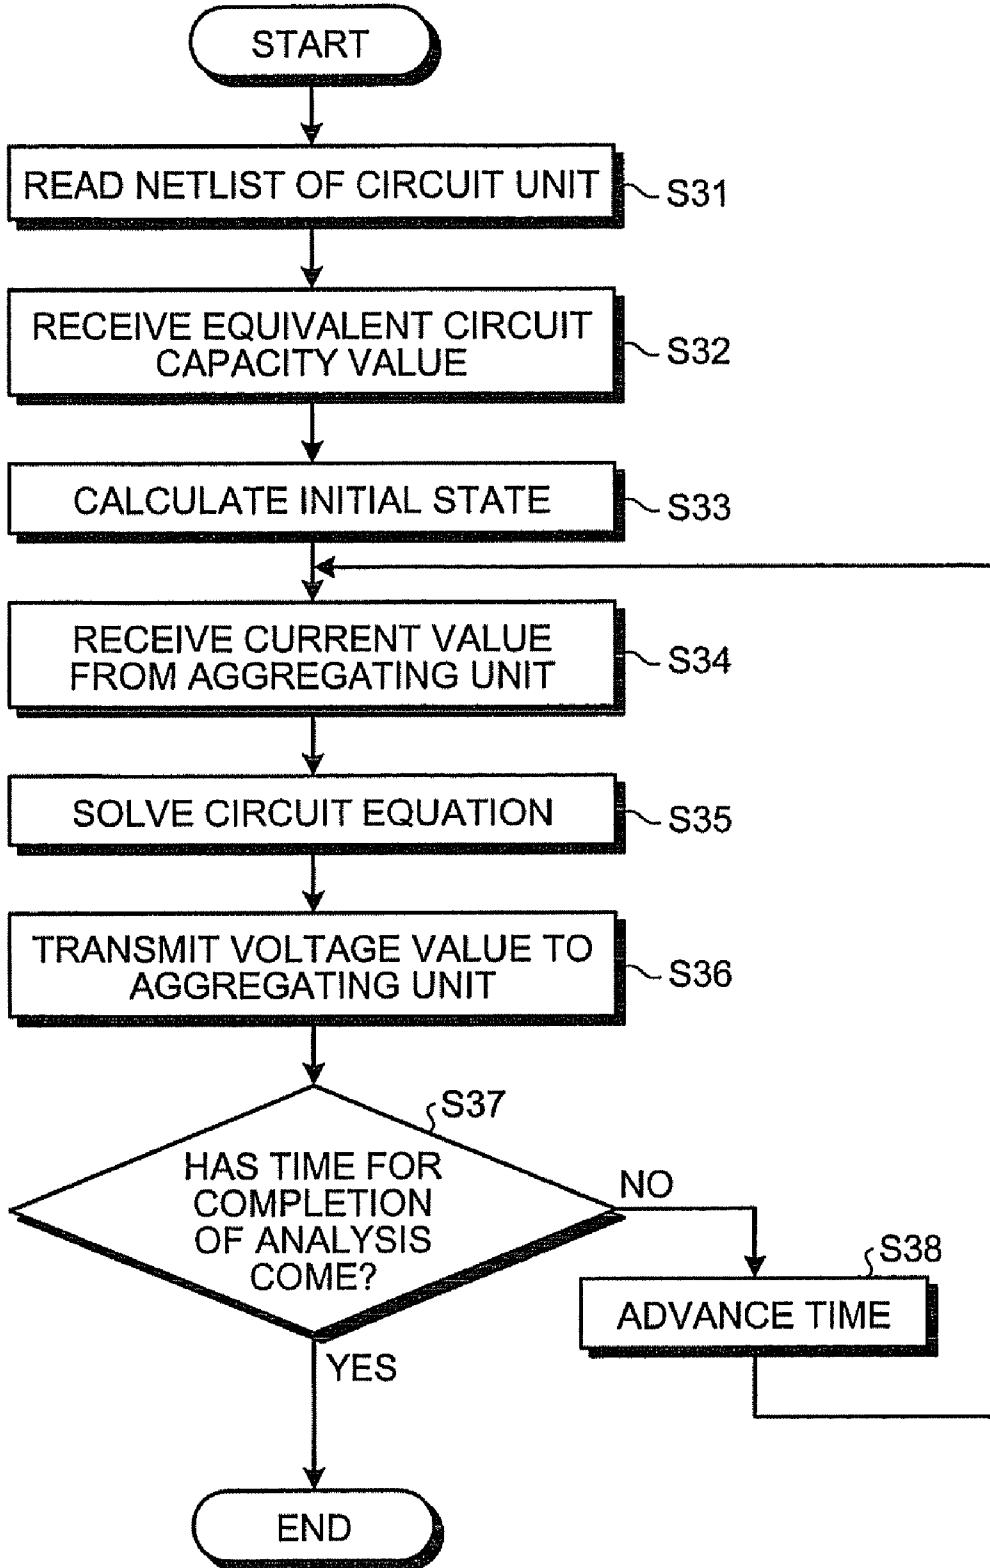 START
READ NETLIST OF CIRCUIT UNIT
S31
RECEIVE EQUIVALENT CIRCUIT
CAPACITY VALUE
S32
CALCULATE INITIAL STATE
S33
RECEIVE CURRENT VALUE
FROM AGGREGATING UNIT
S34
SOLVE CIRCUIT EQUATION
S35
TRANSMIT VOLTAGE VALUE TO
AGGREGATING UNIT
S36
S37
HAS TIME FOR
COMPLETION
OF ANALYSIS
COME?
NO
S38
ADVANCE TIME
YES
END